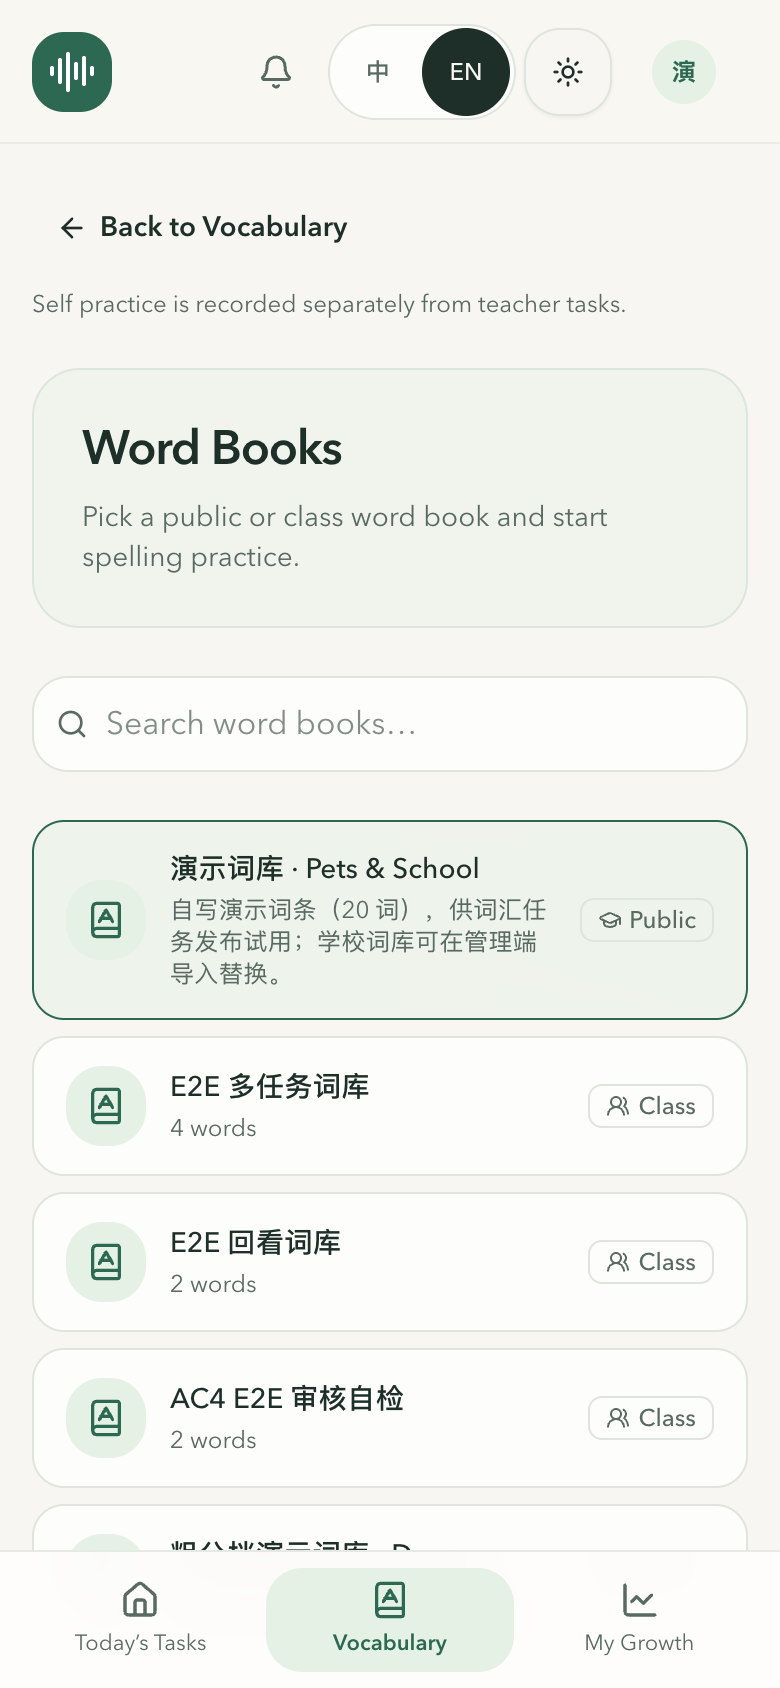 中 EN 演
Back to Vocabulary
Self practice is recorded separately from teacher tasks.
Word Books
Pick a public or class word book and start
spelling practice.
Search word books...
演示词库 · Pets & School
自写演示词条（20 词），供词汇任
务发布试用；学校词库可在管理端
导入替换。
Public
E2E 多任务词库
4 words
Class
E2E 回看词库
2 words
Class
AC4 E2E 审核自检
2 words
Class
Today's Tasks
Vocabulary
My Growth